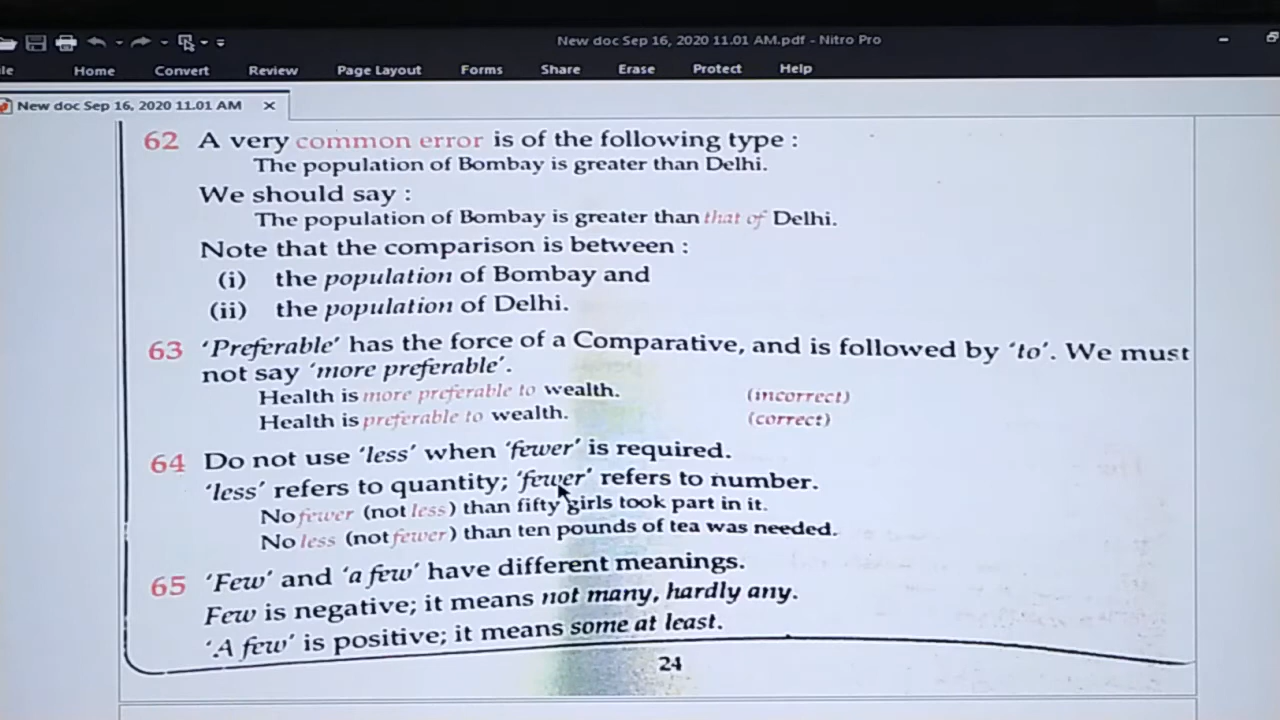 New doc Sep 16, 2020 11.01 AM.pdf - Nitro Pro
Home Convert Review Page Layout Forms Share Erase Protect Help
New doc Sep 16, 2020 11.01 AM ×
62 A very common error is of the following type :
The population of Bombay is greater than Delhi.
We should say :
The population of Bombay is greater than that of Delhi.
Note that the comparison is between :
(i) the population of Bombay and
(ii) the population of Delhi.
63 'Preferable' has the force of a Comparative, and is followed by 'to'. We must
not say 'more preferable'.
Health is more preferable to wealth. (incorrect)
Health is preferable to wealth. (correct)
64 Do not use 'less' when 'fewer' is required.
'less' refers to quantity; 'fewer' refers to number.
No fewer (not less) than fifty girls took part in it.
No less (not fewer) than ten pounds of tea was needed.
65 'Few' and 'a few' have different meanings.
Few is negative; it means not many, hardly any.
'A few' is positive; it means some at least.
24